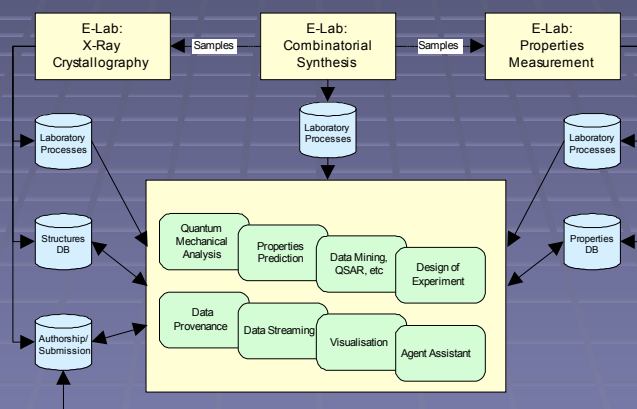 E-Lab:
X-Ray
Crystallography
Samples
E-Lab:
Combinatorial
Synthesis
Samples
E-Lab:
Properties
Measurement
Laboratory
Processes
Laboratory
Processes
Laboratory
Processes
Structures
DB
Properties
DB
Authorship/
Submission
Quantum
Mechanical
Analysis
Properties
Prediction
Data Mining,
QSAR, etc
Design of
Experiment
Data
Provenance
Data Streaming
Visualisation
Agent Assistant